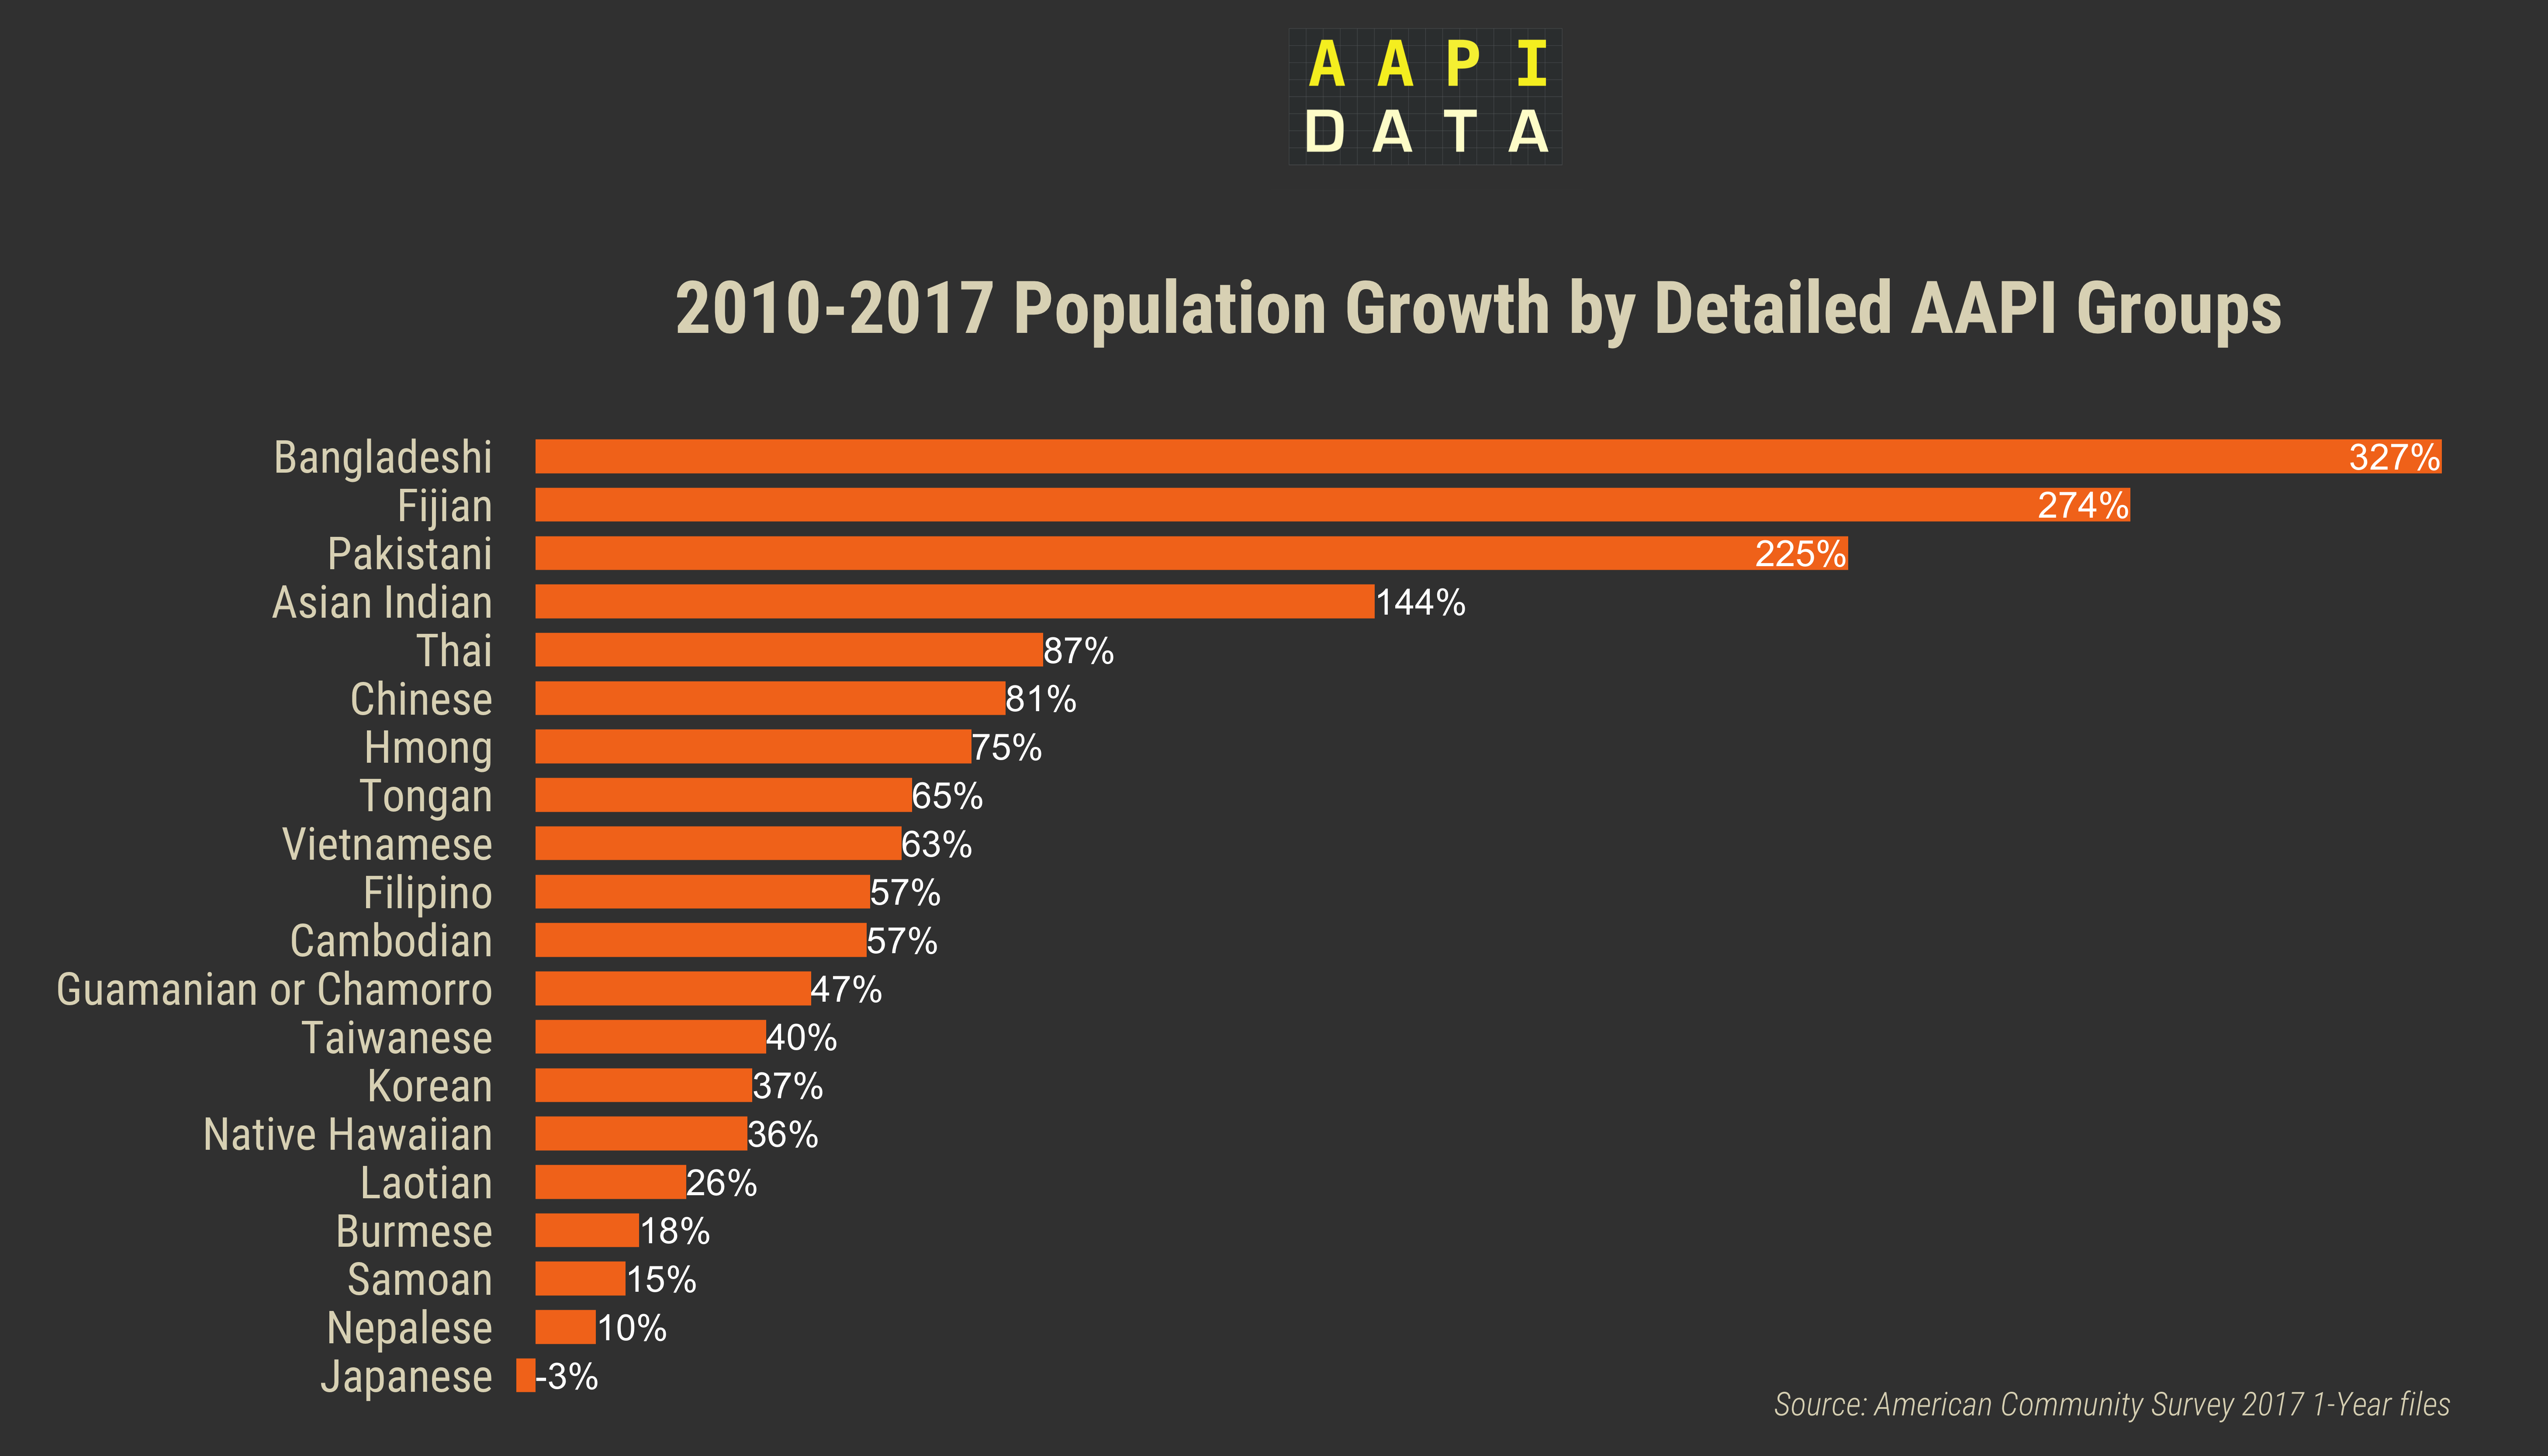 AAPI
DATA
2010-2017 Population Growth by Detailed AAPI Groups
Bangladeshi 327%
Fijian 274%
Pakistani 225%
Asian Indian 144%
Thai 87%
Chinese 81%
Hmong 75%
Tongan 65%
Vietnamese 63%
Filipino 57%
Cambodian 57%
Guamanian or Chamorro 47%
Taiwanese 40%
Korean 37%
Native Hawaiian 36%
Laotian 26%
Burmese 18%
Samoan 15%
Nepalese 10%
Japanese -3%
Source: American Community Survey 2017 1-Year files